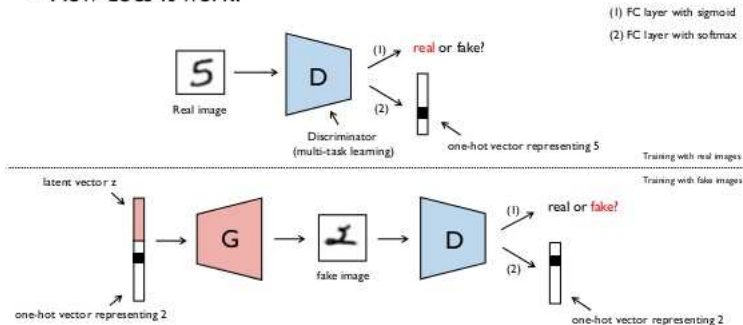 (1) FC layer with sigmoid
(2) FC layer with softmax
5
Real image
D
(1)
real or fake?
(2)
Discriminator
(multi-task learning)
one-hot vector representing 5
Training with real images
Training with fake images
latent vector z
G
fake image
D
(1)
real or fake?
(2)
one-hot vector representing 2
one-hot vector representing 2